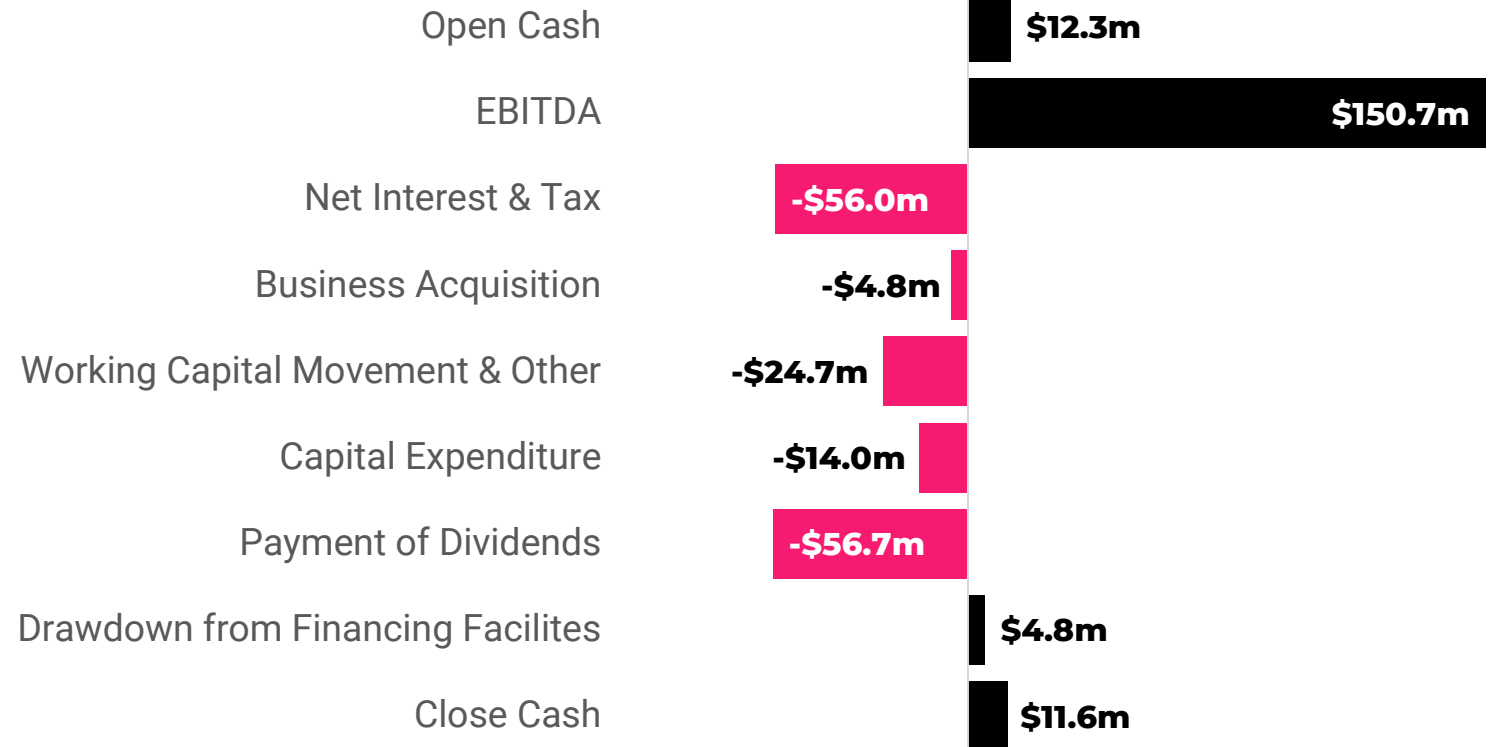 Open Cash $12.3m
EBITDA $150.7m
Net Interest & Tax -$56.0m
Business Acquisition -$4.8m
Working Capital Movement & Other -$24.7m
Capital Expenditure -$14.0m
Payment of Dividends -$56.7m
Drawdown from Financing Facilites $4.8m
Close Cash $11.6m